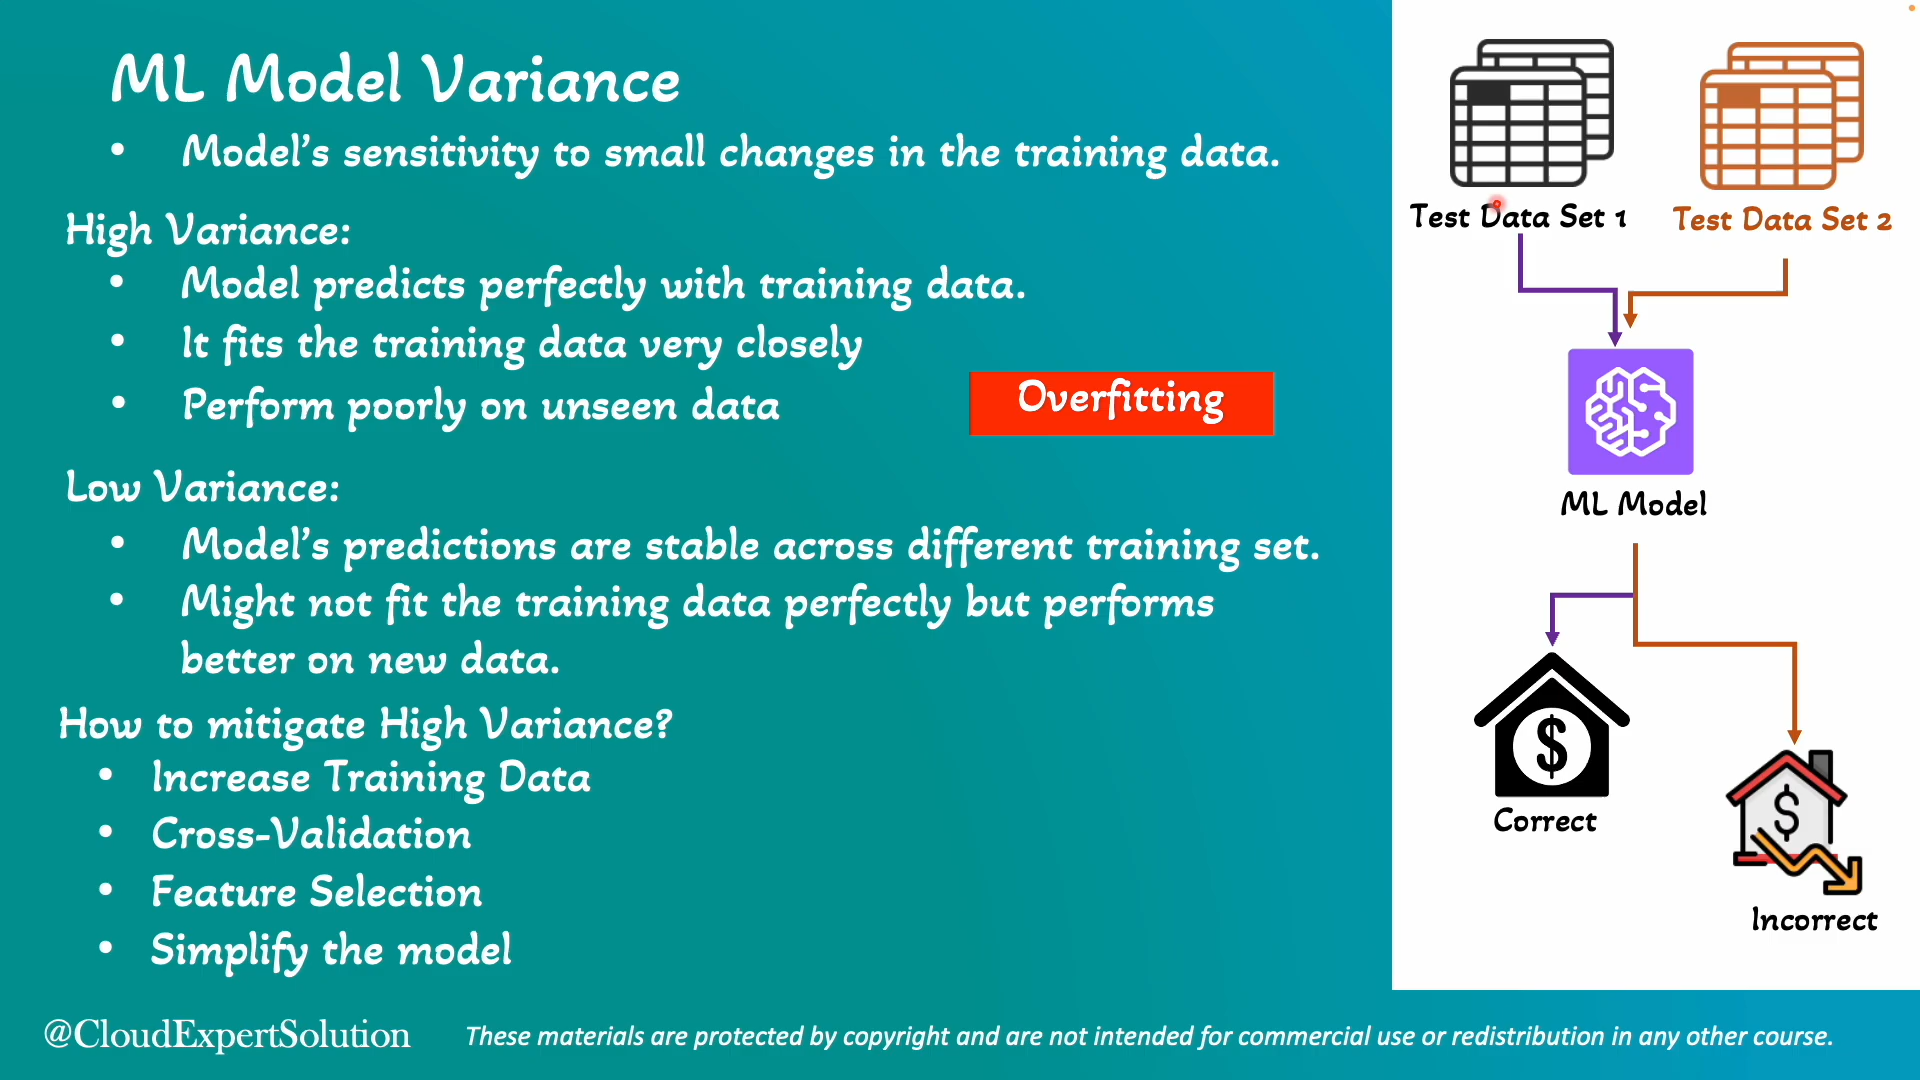 ML Model Variance
• Model's sensitivity to small changes in the training data.
High Variance:
• Model predicts perfectly with training data.
• It fits the training data very closely
• Perform poorly on unseen data
Overfitting
Low Variance:
• Model's predictions are stable across different training set.
• Might not fit the training data perfectly but performs
better on new data.
How to mitigate High Variance?
• Increase Training Data
• Cross-Validation
• Feature Selection
• Simplify the model
Test Data Set 1
Test Data Set 2
ML Model
$
Correct
$
Incorrect
@CloudExpertSolution
These materials are protected by copyright and are not intended for commercial use or redistribution in any other course.